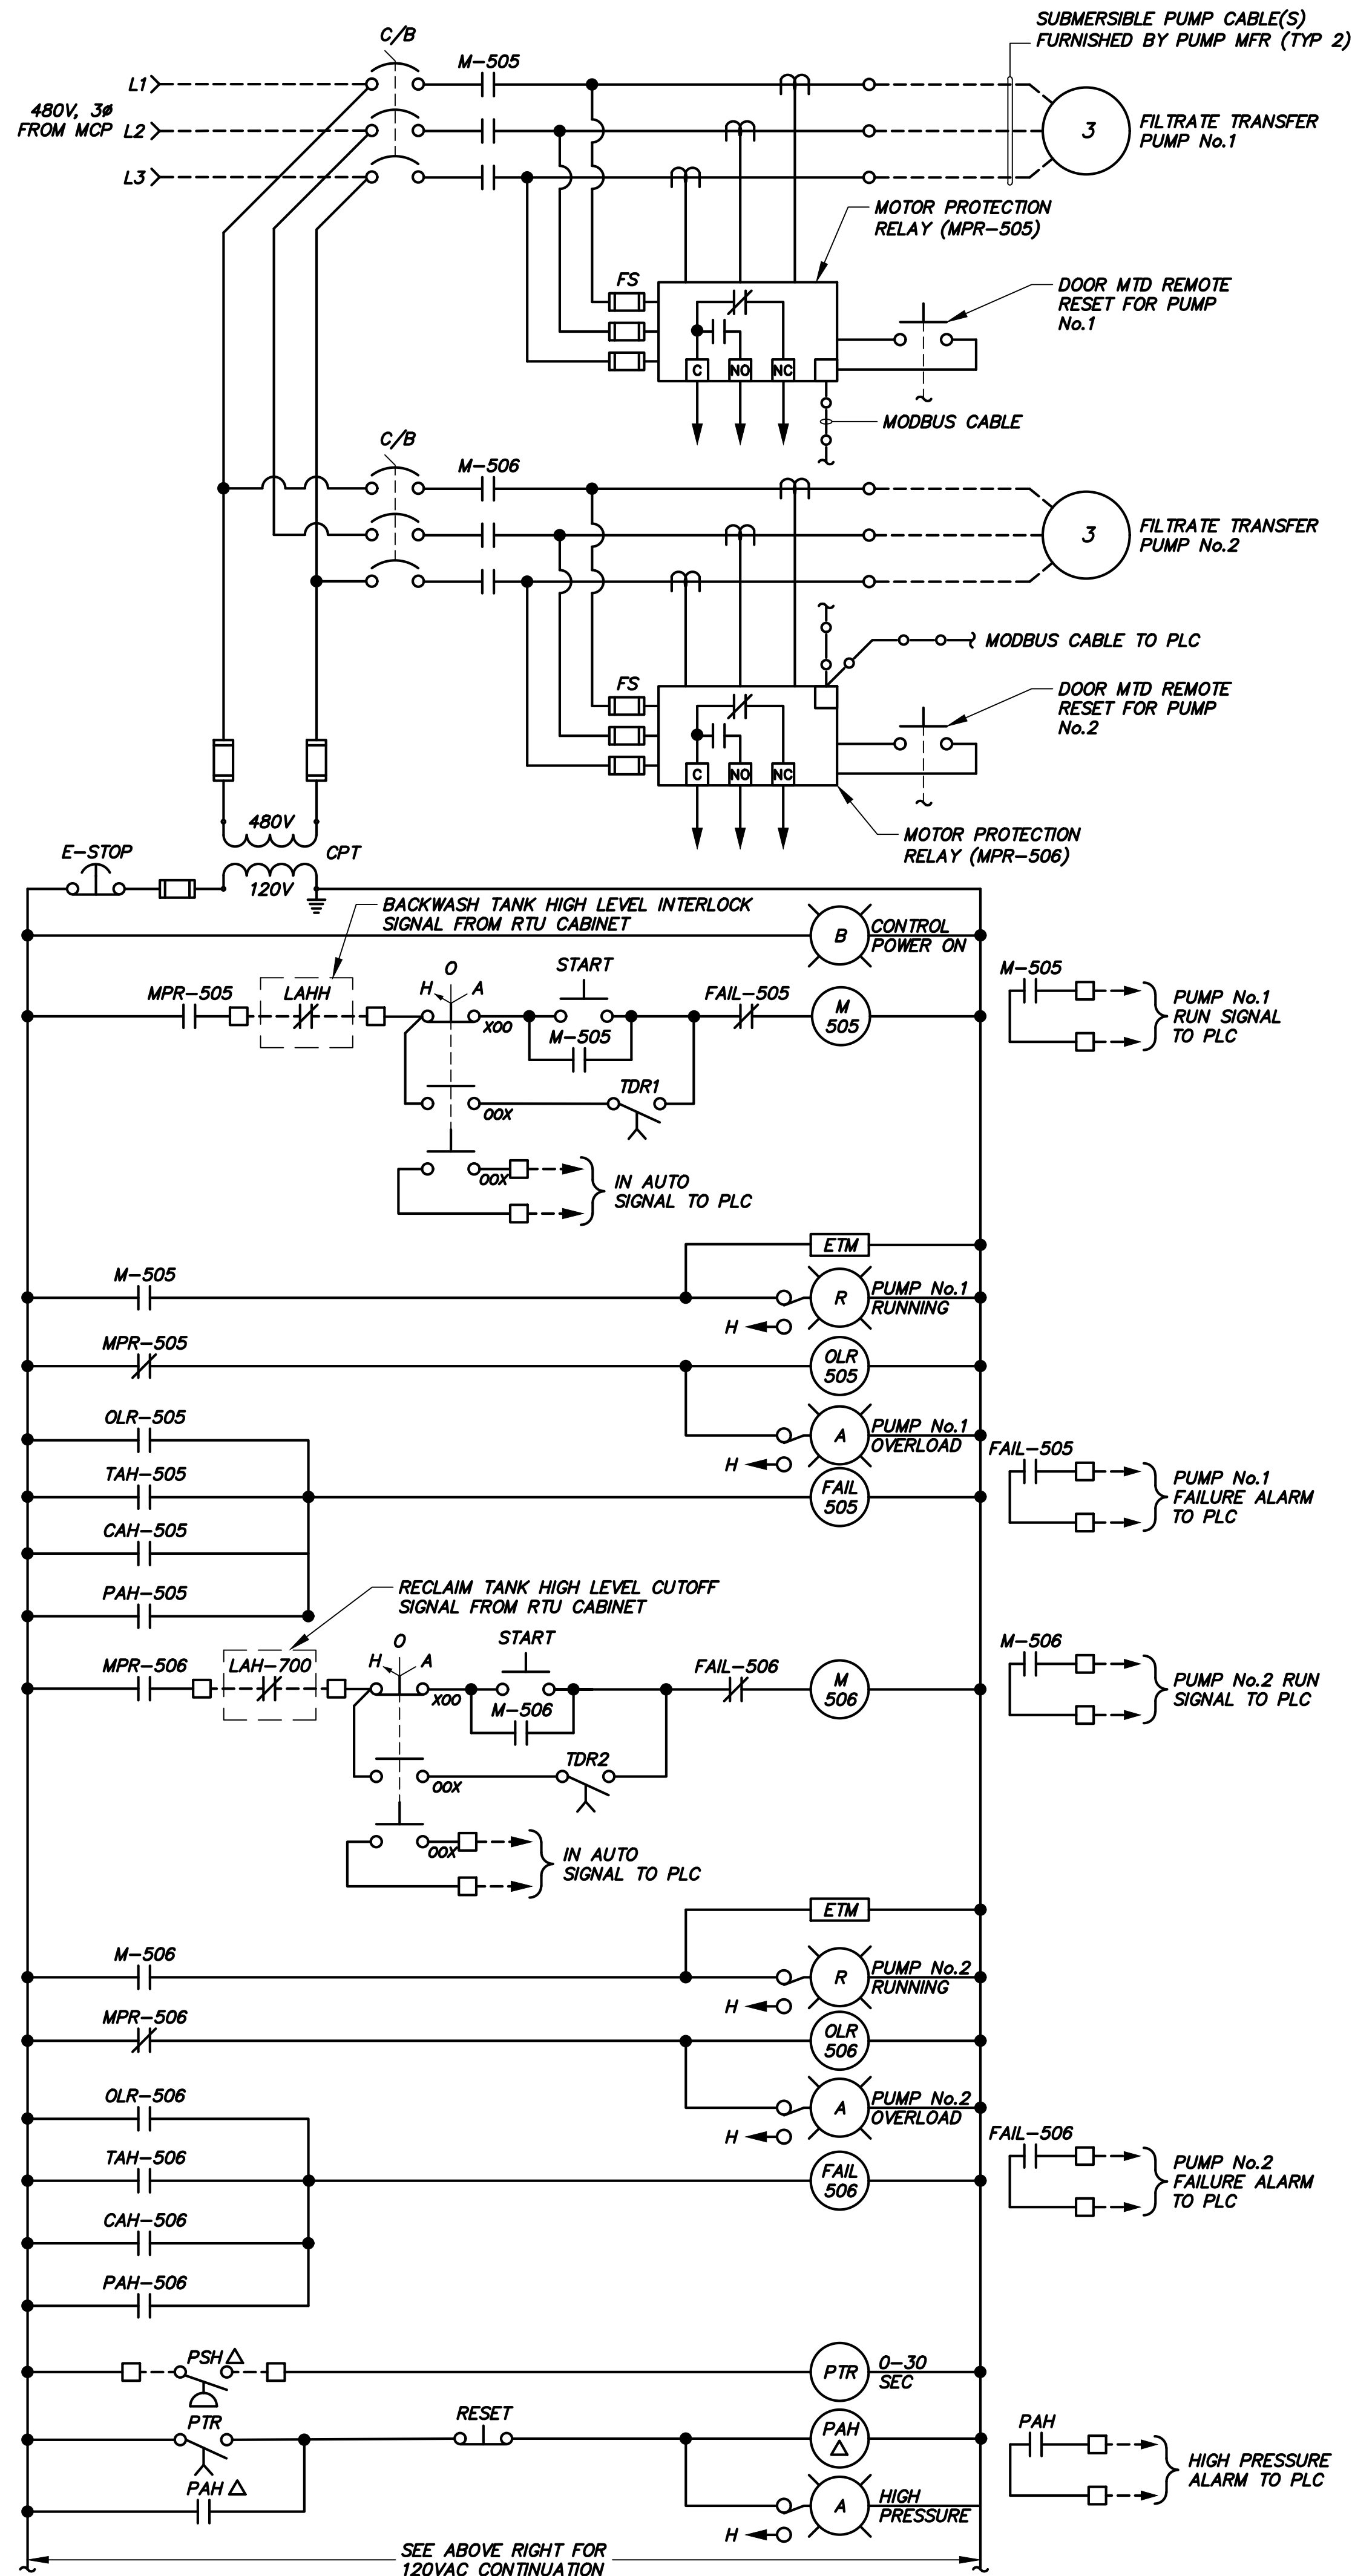 SUBMERSIBLE PUMP CABLE(S)
FURNISHED BY PUMP MFR (TYP 2)
C/B
M-505
L1
480V, 3ø
FROM MCP
L2
L3
3
FILTRATE TRANSFER
PUMP No.1
MOTOR PROTECTION
RELAY (MPR-505)
FS
DOOR MTD REMOTE
RESET FOR PUMP
No.1
C
NO
NC
MODBUS CABLE
C/B
M-506
3
FILTRATE TRANSFER
PUMP No.2
MODBUS CABLE TO PLC
FS
DOOR MTD REMOTE
RESET FOR PUMP
No.2
C
NO
NC
MOTOR PROTECTION
RELAY (MPR-506)
480V
CPT
E-STOP
120V
BACKWASH TANK HIGH LEVEL INTERLOCK
SIGNAL FROM RTU CABINET
B
CONTROL
POWER ON
MPR-505
LAHH
H
O
A
XOO
START
M-505
FAIL-505
M
505
M-505
PUMP No.1
RUN SIGNAL
TO PLC
OOX
TDR1
OOX
IN AUTO
SIGNAL TO PLC
ETM
M-505
R
PUMP No.1
RUNNING
H
MPR-505
OLR
505
OLR-505
A
PUMP No.1
OVERLOAD
H
TAH-505
FAIL
505
FAIL-505
PUMP No.1
FAILURE ALARM
TO PLC
CAH-505
PAH-505
RECLAIM TANK HIGH LEVEL CUTOFF
SIGNAL FROM RTU CABINET
MPR-506
LAH-700
H
O
A
XOO
START
M-506
FAIL-506
M
506
M-506
PUMP No.2 RUN
SIGNAL TO PLC
OOX
TDR2
OOX
IN AUTO
SIGNAL TO PLC
ETM
M-506
R
PUMP No.2
RUNNING
H
MPR-506
OLR
506
OLR-506
A
PUMP No.2
OVERLOAD
H
TAH-506
FAIL
506
FAIL-506
PUMP No.2
FAILURE ALARM
TO PLC
CAH-506
PAH-506
PSH
PTR
0-30
SEC
PTR
RESET
PAH
PAH
HIGH PRESSURE
ALARM TO PLC
PAH
A
HIGH
PRESSURE
H
SEE ABOVE RIGHT FOR
120VAC CONTINUATION